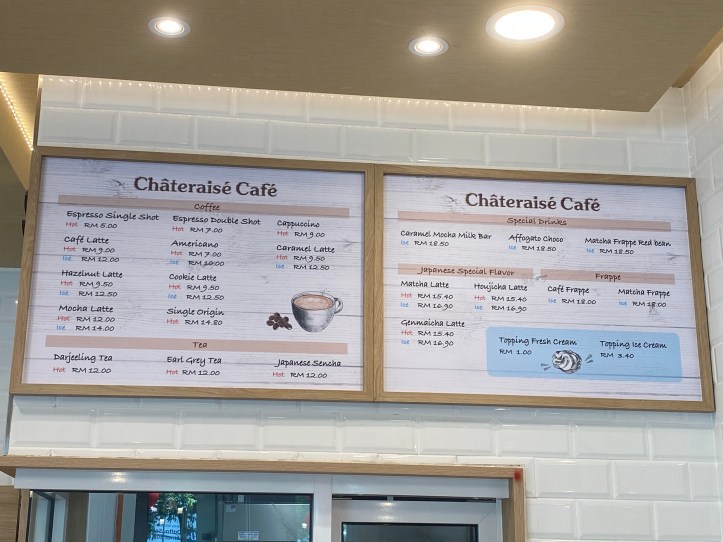 Châteraisé Café
Coffee
Espresso Single Shot
Hot RM 5.00
Espresso Double Shot
Hot RM 7.00
Cappuccino
Hot RM 9.00
Café Latte
Hot RM 9.00
Ice RM 12.00
Americano
Hot RM 7.00
Ice RM 10.00
Caramel Latte
Hot RM 9.50
Ice RM 12.50
Hazelnut Latte
Hot RM 9.50
Ice RM 12.50
Cookie Latte
Hot RM 9.50
Ice RM 12.50
Mocha Latte
Hot RM 12.00
Ice RM 14.00
Single Origin
Hot RM 14.80
Tea
Darjeeling Tea
Hot RM 12.00
Earl Grey Tea
Hot RM 12.00
Japanese Sencha
Hot RM 12.00
Châteraisé Café
Special Drinks
Caramel Mocha Milk Bar
Ice RM 18.50
Affogato Choco
Ice RM 18.50
Matcha Frappe Red bean
Ice RM 18.50
Japanese Special Flavor
Matcha Latte
Hot RM 15.40
Ice RM 16.90
Houjicha Latte
Hot RM 15.40
Ice RM 16.90
Genmaicha Latte
Hot RM 15.40
Ice RM 16.90
Frappe
Café Frappe
Ice RM 18.00
Matcha Frappe
Ice RM 18.00
Topping Fresh Cream
RM 1.00
Topping Ice Cream
RM 3.40